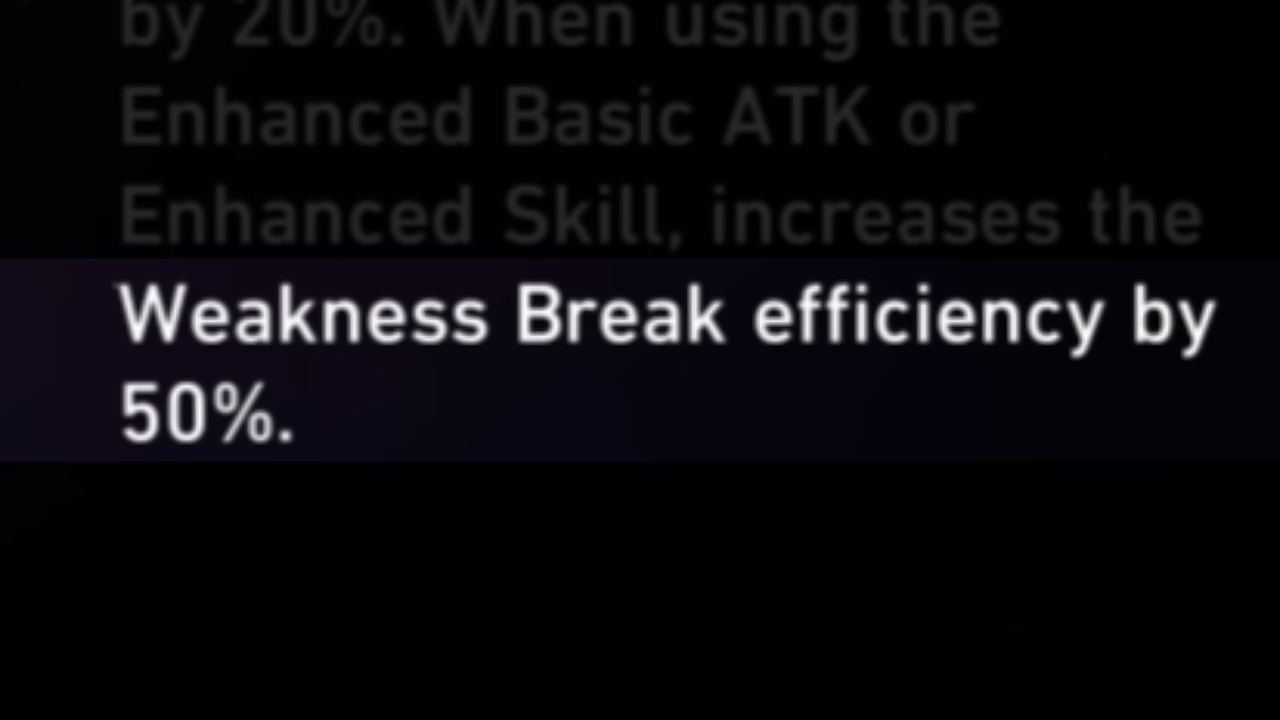 by 20%. When using the
Enhanced Basic ATK or
Enhanced Skill, increases the
Weakness Break efficiency by
50%.